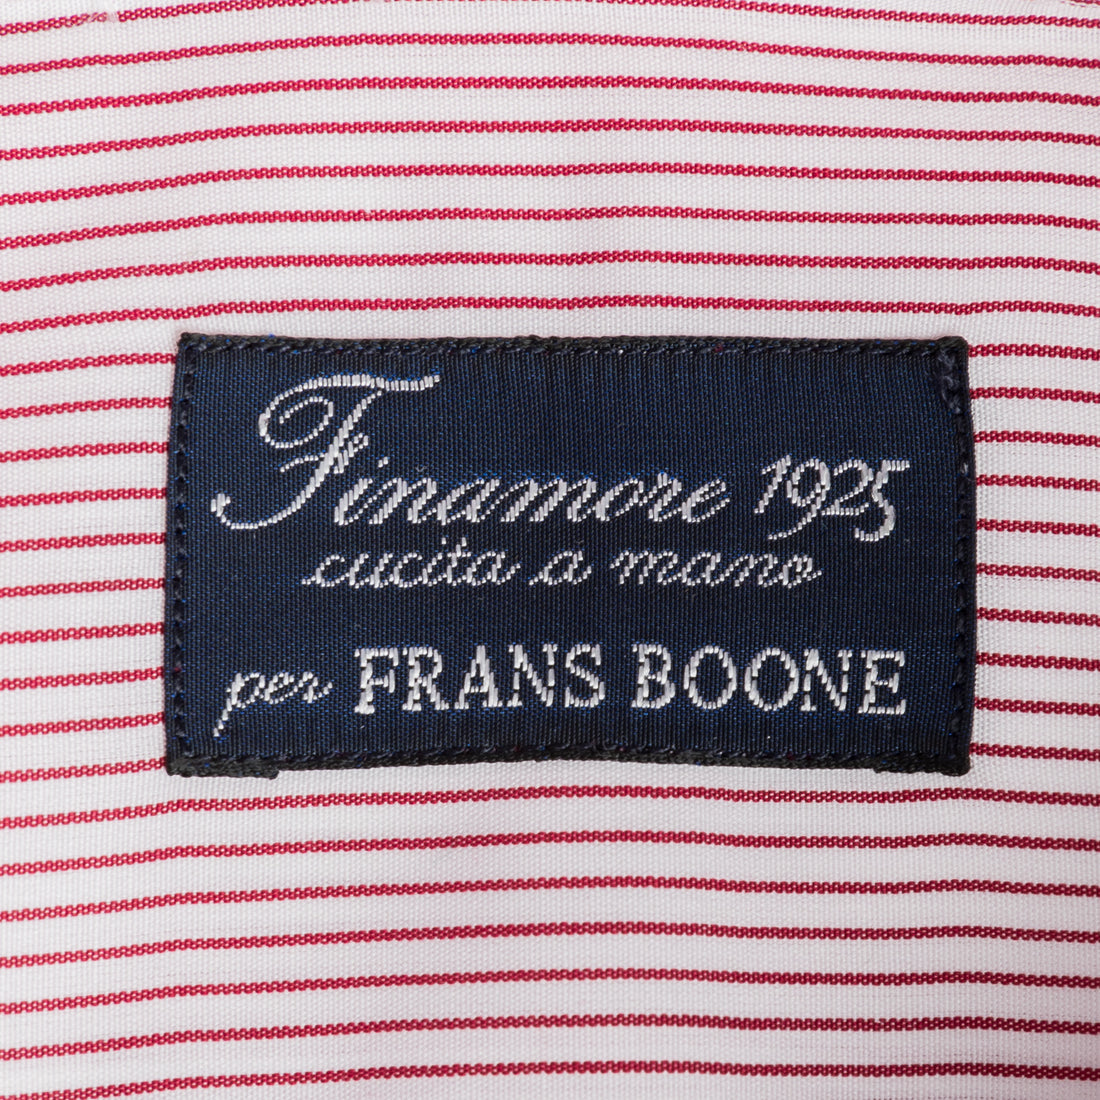 Finamore 1925
cucita a mano
per FRANS BOONE